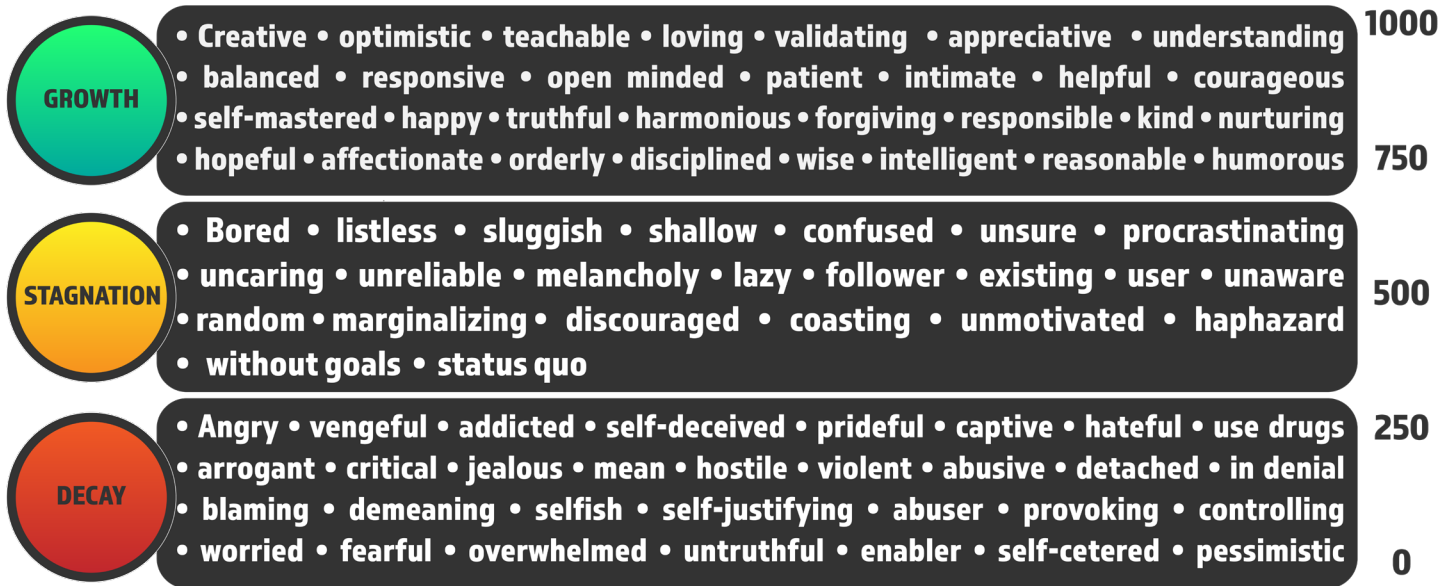 GROWTH
• Creative • optimistic • teachable • loving • validating • appreciative • understanding
• balanced • responsive • open minded • patient • intimate • helpful • courageous
• self-mastered • happy • truthful • harmonious • forgiving • responsible • kind • nurturing
• hopeful • affectionate • orderly • disciplined • wise • intelligent • reasonable • humorous
1000
750
STAGNATION
• Bored • listless • sluggish • shallow • confused • unsure • procrastinating
• uncaring • unreliable • melancholy • lazy • follower • existing • user • unaware
• random • marginalizing • discouraged • coasting • unmotivated • haphazard
• without goals • status quo
500
DECAY
• Angry • vengeful • addicted • self-deceived • prideful • captive • hateful • use drugs
• arrogant • critical • jealous • mean • hostile • violent • abusive • detached • in denial
• blaming • demeaning • selfish • self-justifying • abuser • provoking • controlling
• worried • fearful • overwhelmed • untruthful • enabler • self-cetered • pessimistic
250
0